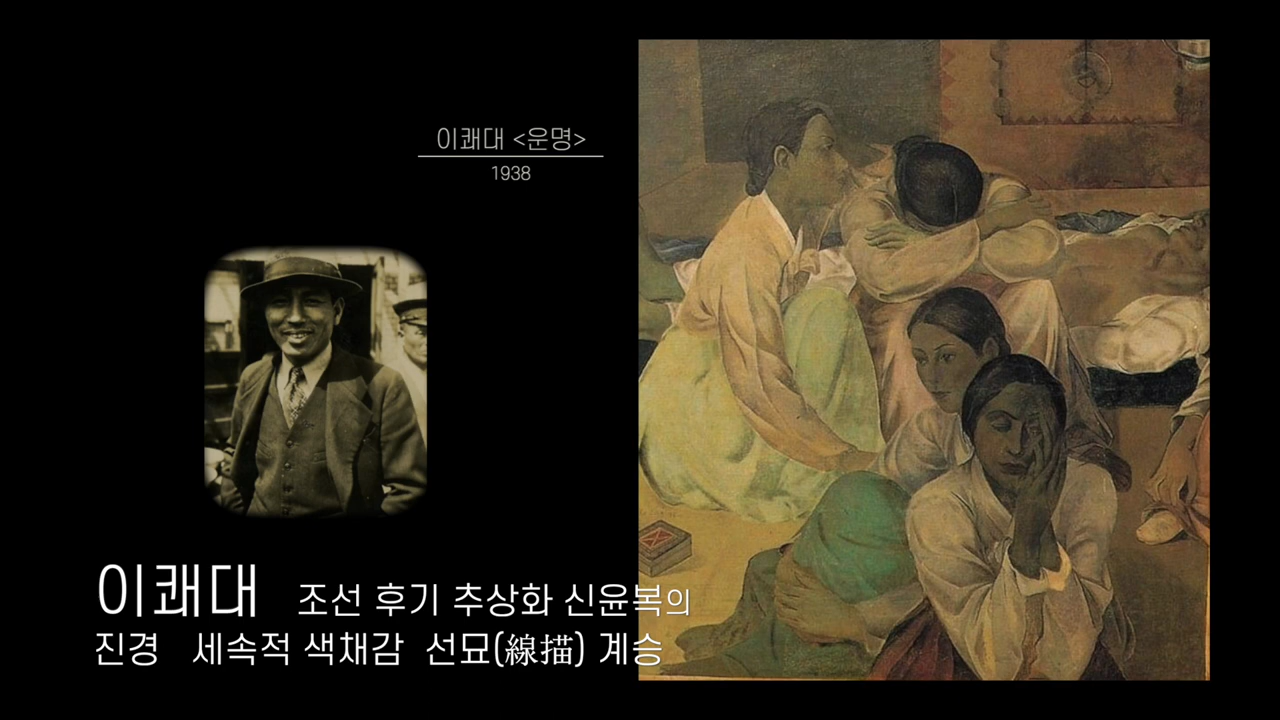 이쾌대 <운명>
1938
이쾌대 조선 후기 추상화 신윤복의
진경 세속적 색채감 선묘(線描) 계승